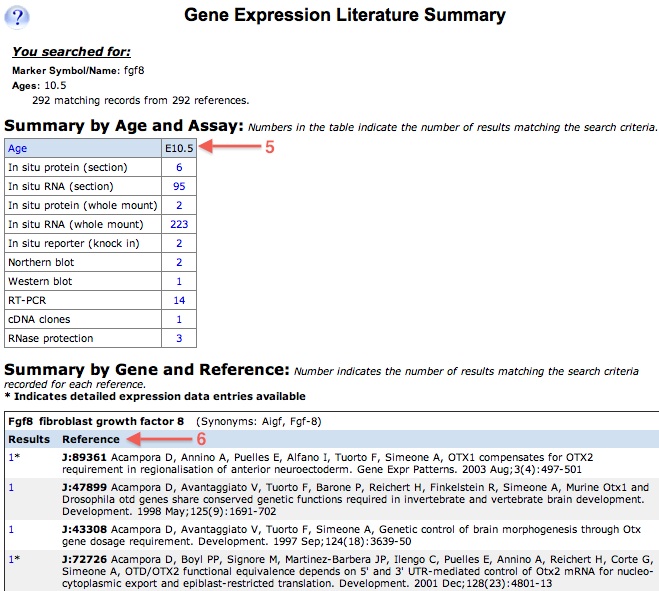 ?
Gene Expression Literature Summary
You searched for:
Marker Symbol/Name: fgf8
Ages: 10.5
292 matching records from 292 references.
Summary by Age and Assay: Numbers in the table indicate the number of results matching the search criteria.
Age E10.5 5
In situ protein (section) 6
In situ RNA (section) 95
In situ protein (whole mount) 2
In situ RNA (whole mount) 223
In situ reporter (knock in) 2
Northern blot 2
Western blot 1
RT-PCR 14
cDNA clones 1
RNase protection 3
Summary by Gene and Reference: Number indicates the number of results matching the search criteria
recorded for each reference.
* Indicates detailed expression data entries available
Fgf8 fibroblast growth factor 8 (Synonyms: Aigf, Fgf-8)
Results Reference 6
1* J:89361 Acampora D, Annino A, Puelles E, Alfano I, Tuorto F, Simeone A, OTX1 compensates for OTX2
requirement in regionalisation of anterior neuroectoderm. Gene Expr Patterns. 2003 Aug;3(4):497-501
1 J:47899 Acampora D, Avantaggiato V, Tuorto F, Barone P, Reichert H, Finkelstein R, Simeone A, Murine Otx1 and
Drosophila otd genes share conserved genetic functions required in invertebrate and vertebrate brain development.
Development. 1998 May;125(9):1691-702
1 J:43308 Acampora D, Avantaggiato V, Tuorto F, Simeone A, Genetic control of brain morphogenesis through Otx
gene dosage requirement. Development. 1997 Sep;124(18):3639-50
1* J:72726 Acampora D, Boyl PP, Signore M, Martinez-Barbera JP, Ilengo C, Puelles E, Annino A, Reichert H, Corte G,
Simeone A, OTD/OTX2 functional equivalence depends on 5' and 3' UTR-mediated control of Otx2 mRNA for nucleo-
cytoplasmic export and epiblast-restricted translation. Development. 2001 Dec;128(23):4801-13